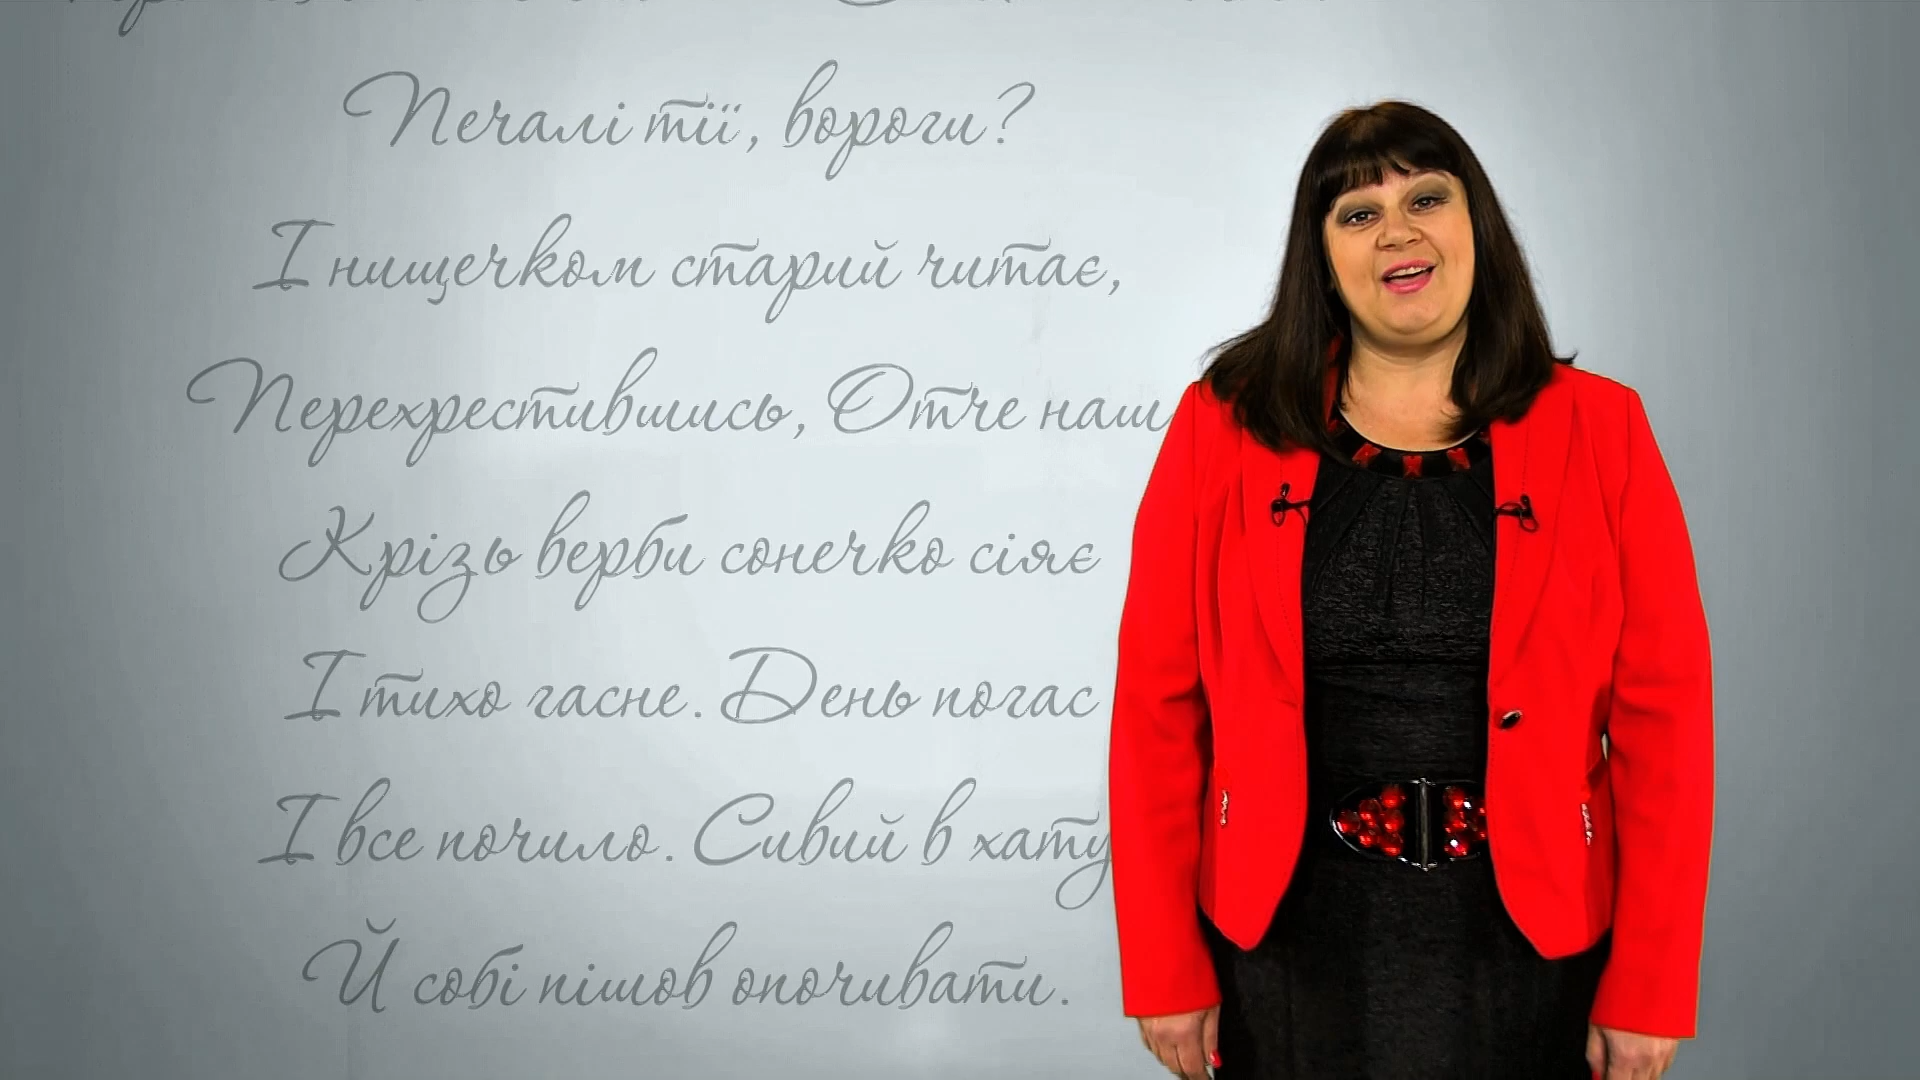 Печалі тії, вороги?
І нищечком старий читає,
Перехрестившись, Отче наш
Крізь верби сонечко сіяє
І тихо гасне. День погас
І все почило. Сивий в хату
Й собі пішов опочивати.